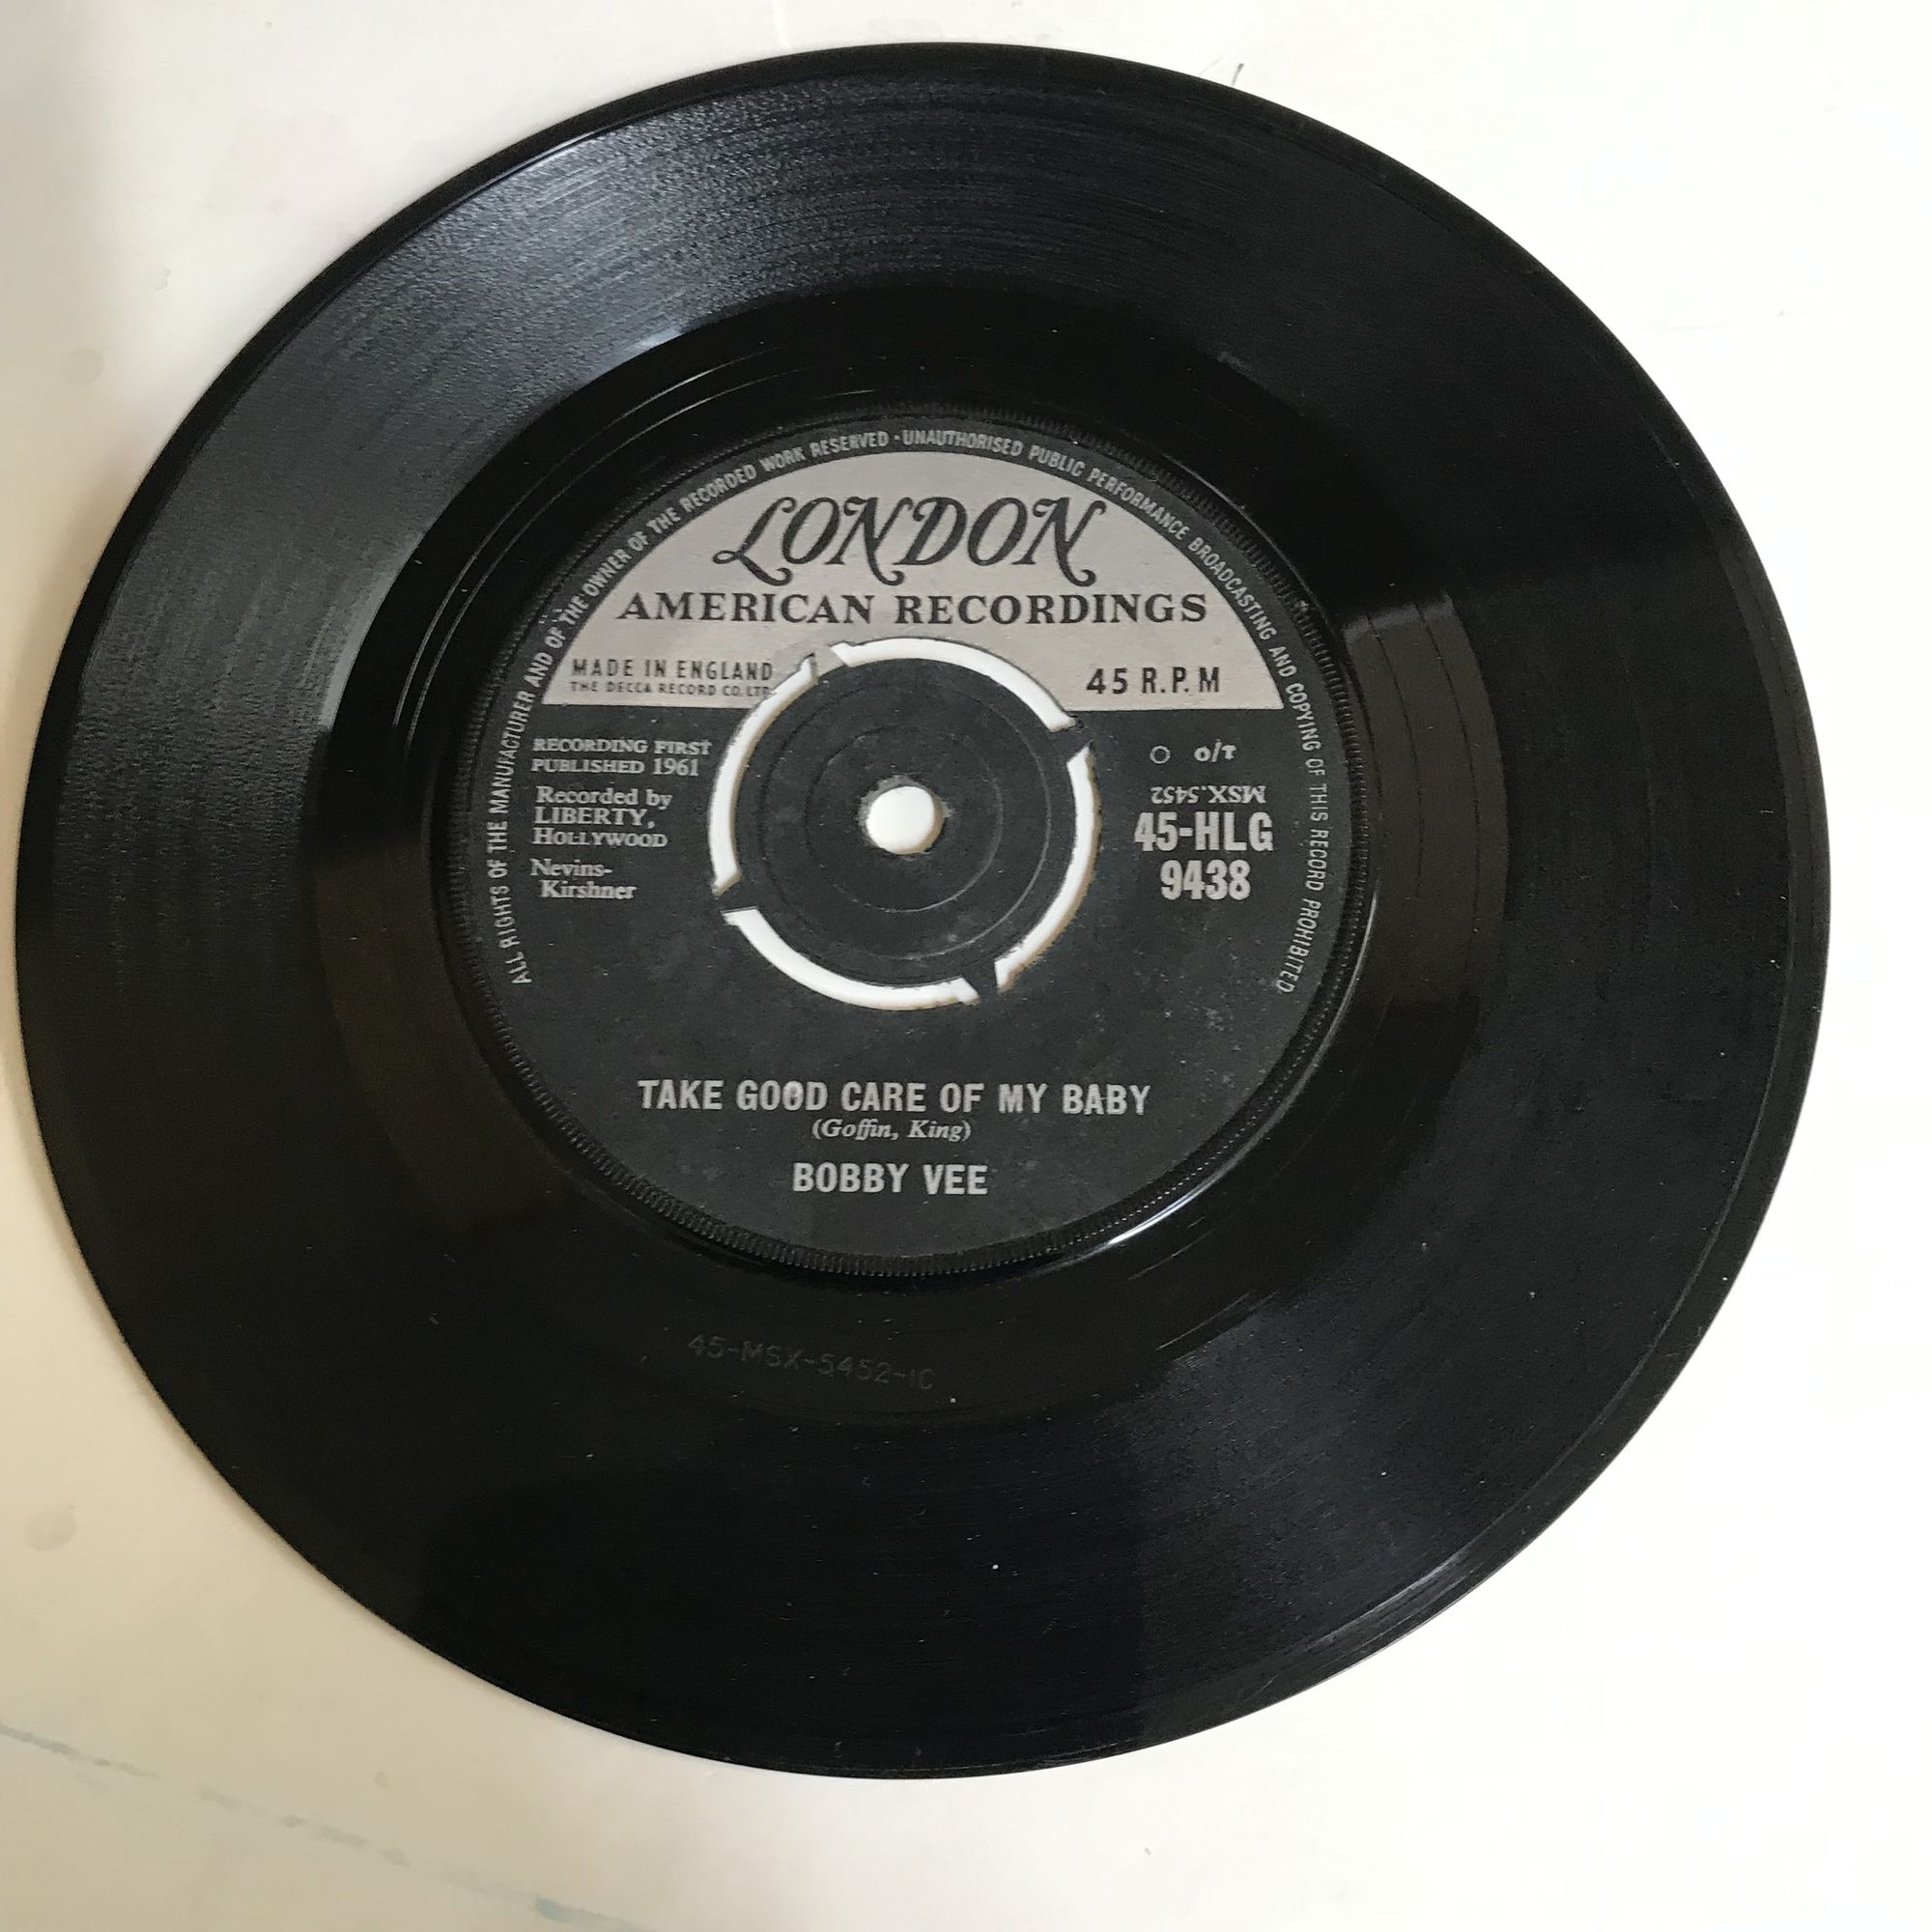 ALL RIGHTS OF THE MANUFACTURER AND OF THE OWNER OF THE RECORDED WORK RESERVED · UNAUTHORISED PUBLIC PERFORMANCE BROADCASTING AND COPYING OF THIS RECORD PROHIBITED
LONDON
AMERICAN RECORDINGS
MADE IN ENGLAND
THE DECCA RECORD CO. LTD.
45 R.P.M
RECORDING FIRST
PUBLISHED 1961
Recorded by
LIBERTY,
HOLLYWOOD
Nevins-
Kirshner
O O/T
MSX.5452
45-HLG
9438
TAKE GOOD CARE OF MY BABY
(Goffin, King)
BOBBY VEE
45-MSX-5452-1C